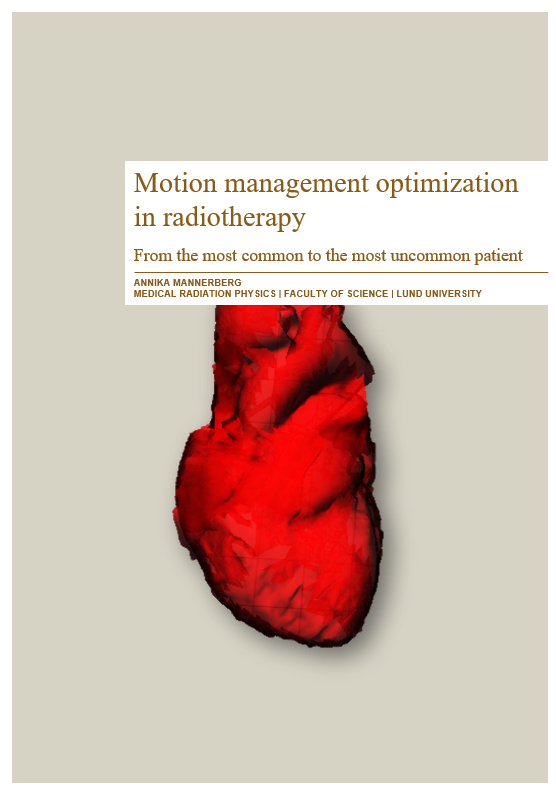 Motion management optimization
in radiotherapy
From the most common to the most uncommon patient
ANNIKA MANNERBERG
MEDICAL RADIATION PHYSICS | FACULTY OF SCIENCE | LUND UNIVERSITY